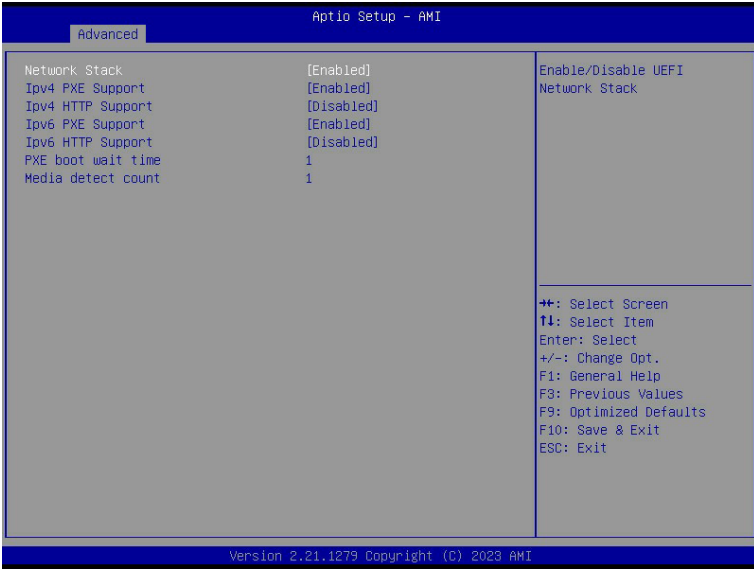 Aptio Setup – AMI
Advanced
Network Stack [Enabled]
Ipv4 PXE Support [Enabled]
Ipv4 HTTP Support [Disabled]
Ipv6 PXE Support [Enabled]
Ipv6 HTTP Support [Disabled]
PXE boot wait time 1
Media detect count 1
Enable/Disable UEFI
Network Stack
→←: Select Screen
↑↓: Select Item
Enter: Select
+/-: Change Opt.
F1: General Help
F3: Previous Values
F9: Optimized Defaults
F10: Save & Exit
ESC: Exit
Version 2.21.1279 Copyright (C) 2023 AMI